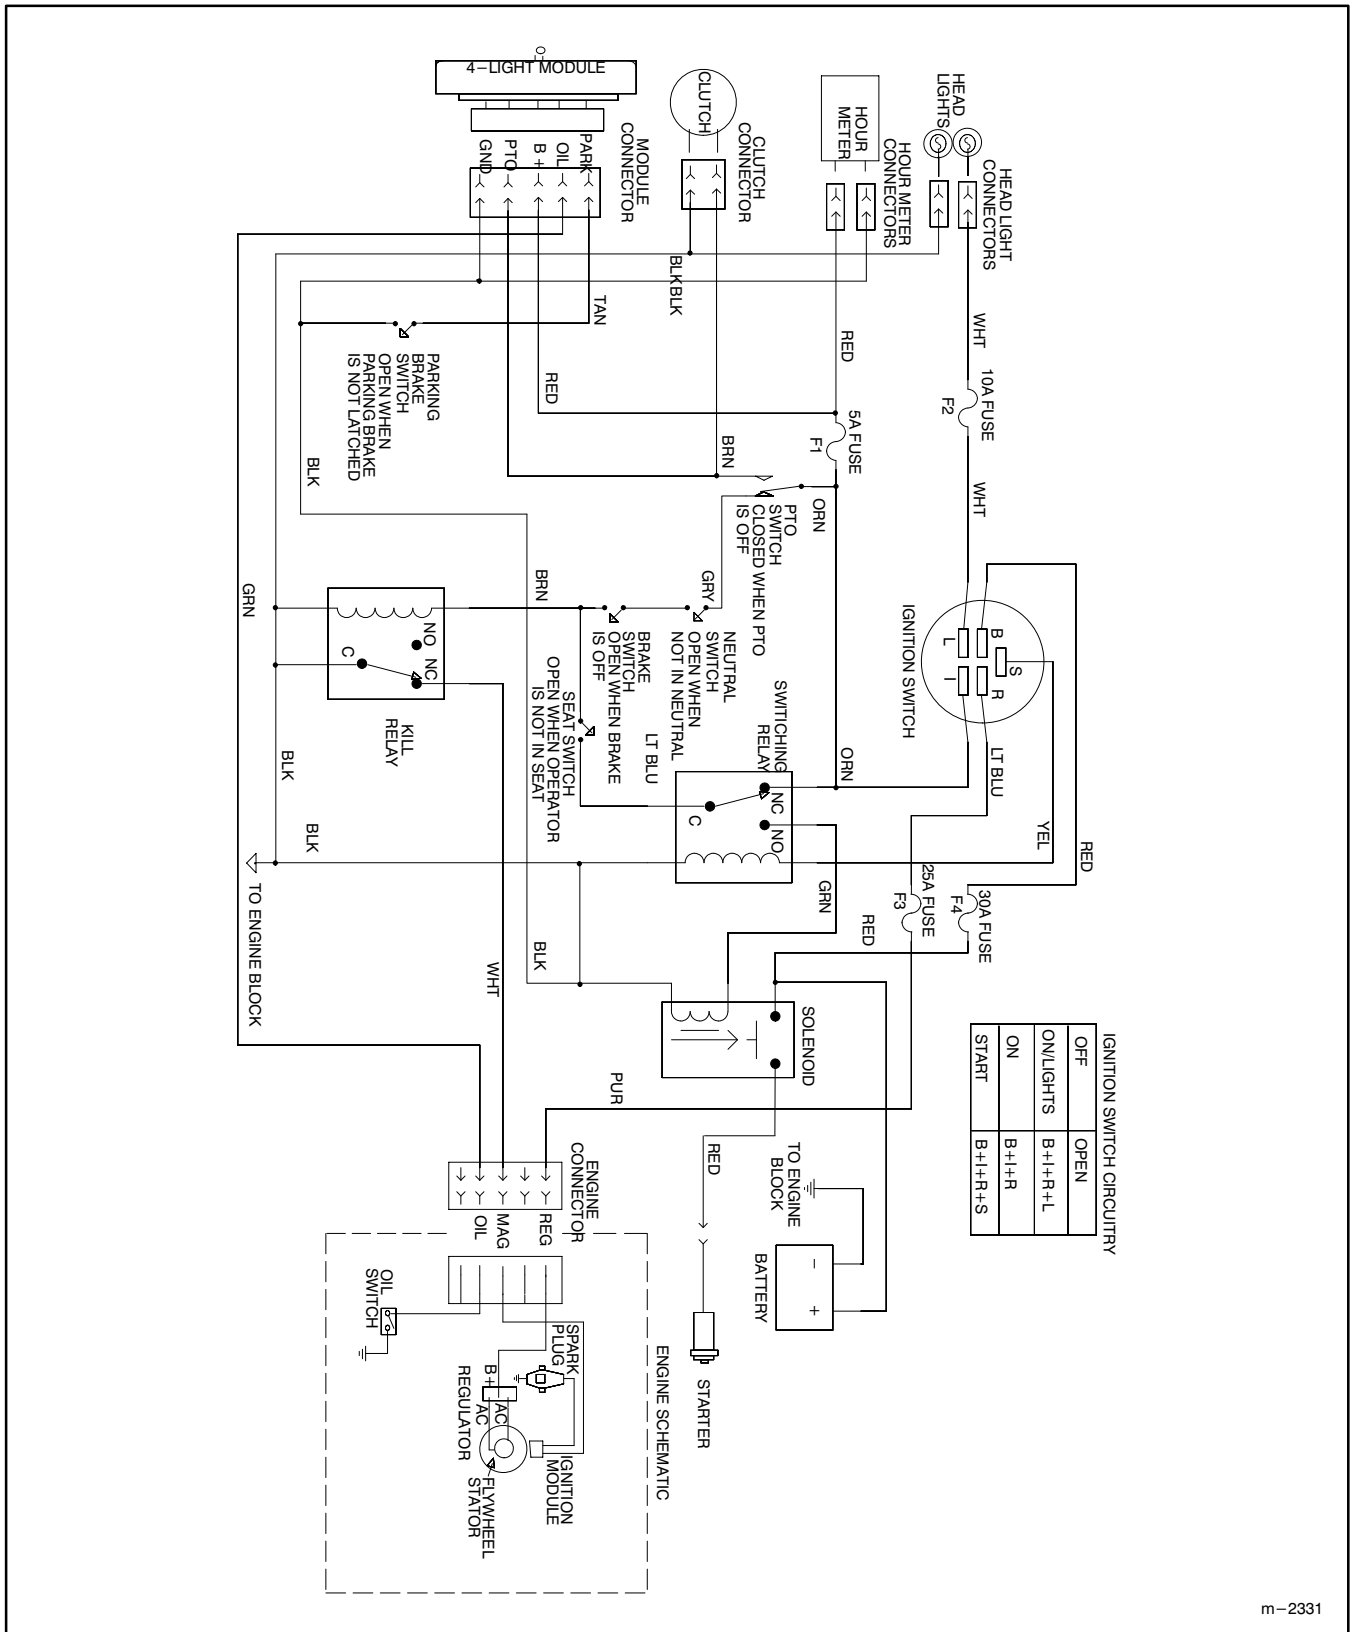 4-LIGHT MODULE
GND
PTO
B+
OIL
PARK
MODULE
CONNECTOR
CLUTCH
CLUTCH
CONNECTOR
HOUR
METER
HOUR METER
CONNECTORS
HEAD
LIGHTS
HEAD LIGHT
CONNECTORS
TAN
BLK
BLK
RED
WHT
PARKING
BRAKE
SWITCH
OPEN WHEN
PARKING BRAKE
IS NOT LATCHED
RED
5A FUSE
F1
10A FUSE
F2
BLK
BRN
ORN
WHT
PTO
SWITCH
CLOSED WHEN PTO
IS OFF
GRN
BRN
GRY
IGNITION SWITCH
B
S
L
I
R
NO
NC
C
KILL
RELAY
BRAKE
SWITCH
OPEN WHEN BRAKE
IS OFF
NEUTRAL
SWITCH
OPEN WHEN
NOT IN NEUTRAL
SEAT SWITCH
OPEN WHEN OPERATOR
IS NOT IN SEAT
LT BLU
SWITICHING
RELAY
NC
C
NO
ORN
LT BLU
YEL
RED
BLK
BLK
GRN
RED
25A FUSE
F3
30A FUSE
F4
TO ENGINE BLOCK
WHT
BLK
SOLENOID
PUR
IGNITION SWITCH CIRCUITRY
OFF OPEN
ON/LIGHTS B+I+R+L
ON B+I+R
START B+I+R+S
RED
TO ENGINE
BLOCK
BATTERY
-
+
STARTER
ENGINE
CONNECTOR
OIL
MAG
REG
ENGINE SCHEMATIC
OIL
SWITCH
SPARK
PLUG
B+
AC
AC
REGULATOR
IGNITION
MODULE
FLYWHEEL
STATOR
m-2331